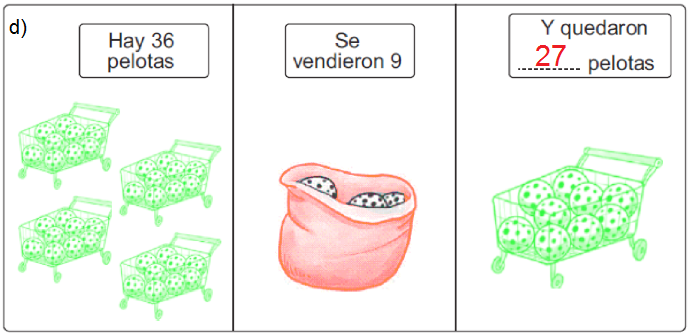 d)
Hay 36
pelotas
Se
vendieron 9
Y quedaron
27 pelotas